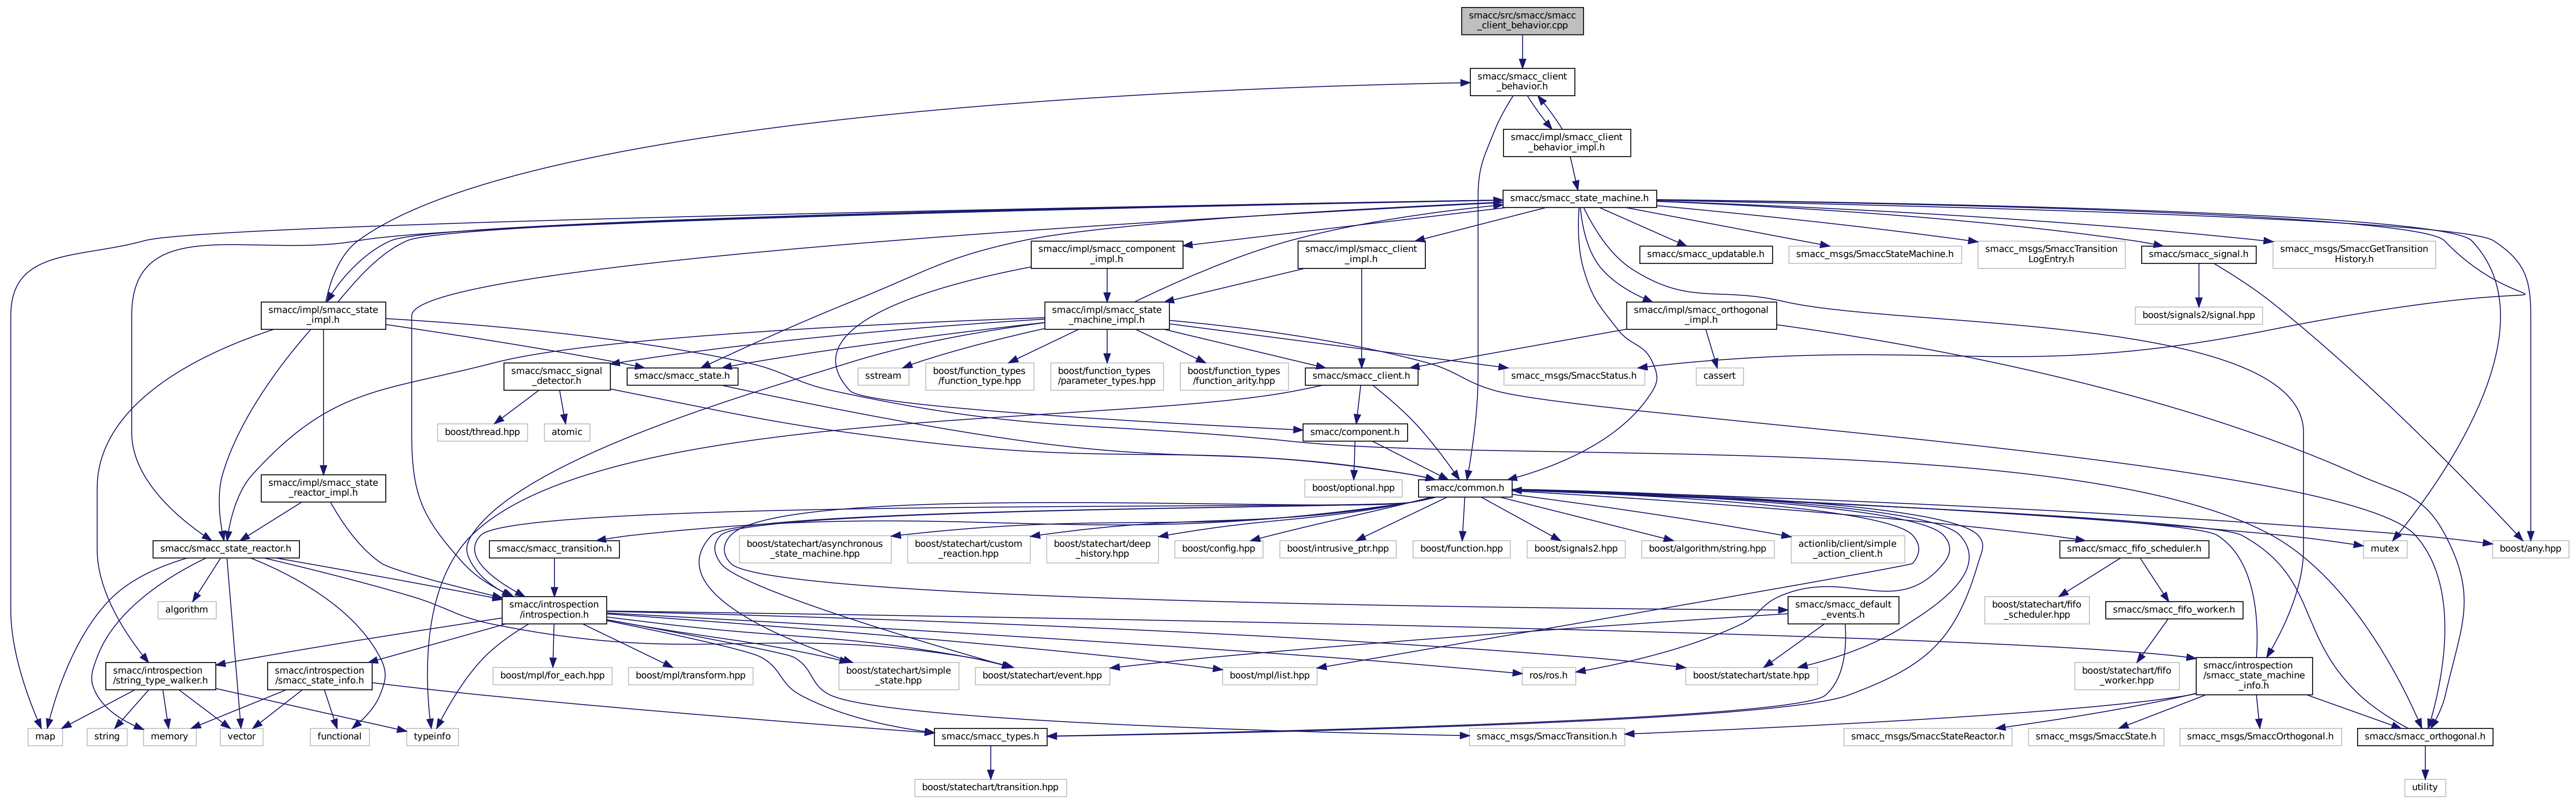 smacc/src/smacc/smacc
_client_behavior.cpp
smacc/smacc_client
_behavior.h
smacc/impl/smacc_client
_behavior_impl.h
smacc/smacc_state_machine.h
smacc/impl/smacc_component
_impl.h
smacc/impl/smacc_client
_impl.h
smacc/smacc_updatable.h
smacc_msgs/SmaccStateMachine.h
smacc_msgs/SmaccTransition
LogEntry.h
smacc/smacc_signal.h
smacc_msgs/SmaccGetTransition
History.h
smacc/impl/smacc_state
_impl.h
smacc/impl/smacc_state
_machine_impl.h
smacc/impl/smacc_orthogonal
_impl.h
boost/signals2/signal.hpp
smacc/smacc_signal
_detector.h
smacc/smacc_state.h
sstream
boost/function_types
/function_type.hpp
boost/function_types
/parameter_types.hpp
boost/function_types
/function_arity.hpp
smacc/smacc_client.h
smacc_msgs/SmaccStatus.h
cassert
boost/thread.hpp
atomic
smacc/component.h
smacc/impl/smacc_state
_reactor_impl.h
boost/optional.hpp
smacc/common.h
smacc/smacc_state_reactor.h
smacc/smacc_transition.h
boost/statechart/asynchronous
_state_machine.hpp
boost/statechart/custom
_reaction.hpp
boost/statechart/deep
_history.hpp
boost/config.hpp
boost/intrusive_ptr.hpp
boost/function.hpp
boost/signals2.hpp
boost/algorithm/string.hpp
actionlib/client/simple
_action_client.h
smacc/smacc_fifo_scheduler.h
mutex
boost/any.hpp
algorithm
smacc/introspection
/introspection.h
smacc/smacc_default
_events.h
boost/statechart/fifo
_scheduler.hpp
smacc/smacc_fifo_worker.h
smacc/introspection
/string_type_walker.h
smacc/introspection
/smacc_state_info.h
boost/mpl/for_each.hpp
boost/mpl/transform.hpp
boost/statechart/simple
_state.hpp
boost/statechart/event.hpp
boost/mpl/list.hpp
ros/ros.h
boost/statechart/state.hpp
boost/statechart/fifo
_worker.hpp
smacc/introspection
/smacc_state_machine
_info.h
map
string
memory
vector
functional
typeinfo
smacc/smacc_types.h
smacc_msgs/SmaccTransition.h
smacc_msgs/SmaccStateReactor.h
smacc_msgs/SmaccState.h
smacc_msgs/SmaccOrthogonal.h
smacc/smacc_orthogonal.h
boost/statechart/transition.hpp
utility